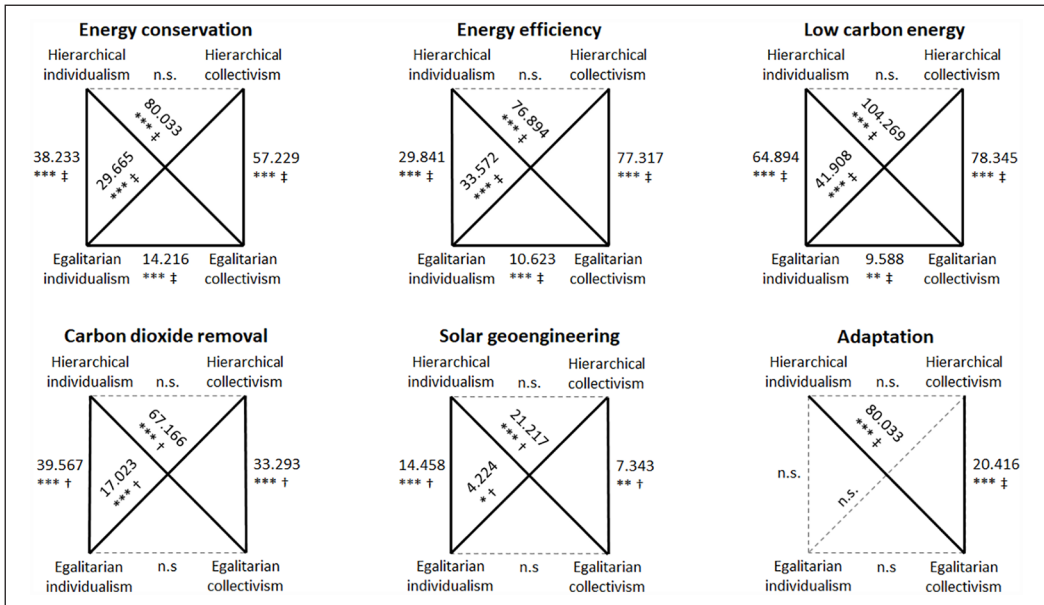 Energy conservation
Hierarchical
individualism
n.s.
Hierarchical
collectivism
80.033
*** ‡
38.233
*** ‡
29.665
*** ‡
57.229
*** ‡
Egalitarian
individualism
14.216
*** ‡
Egalitarian
collectivism
Energy efficiency
Hierarchical
individualism
n.s.
Hierarchical
collectivism
76.894
*** ‡
29.841
*** ‡
33.572
*** ‡
77.317
*** ‡
Egalitarian
individualism
10.623
*** ‡
Egalitarian
collectivism
Low carbon energy
Hierarchical
individualism
n.s.
Hierarchical
collectivism
104.269
*** ‡
64.894
*** ‡
41.908
*** ‡
78.345
*** ‡
Egalitarian
individualism
9.588
** ‡
Egalitarian
collectivism
Carbon dioxide removal
Hierarchical
individualism
n.s.
Hierarchical
collectivism
67.166
*** †
39.567
*** †
17.023
*** †
33.293
*** †
Egalitarian
individualism
n.s
Egalitarian
collectivism
Solar geoengineering
Hierarchical
individualism
n.s.
Hierarchical
collectivism
21.217
*** †
14.458
*** †
4.224
* †
7.343
** †
Egalitarian
individualism
n.s
Egalitarian
collectivism
Adaptation
Hierarchical
individualism
n.s.
Hierarchical
collectivism
80.033
*** ‡
n.s.
n.s.
20.416
*** ‡
Egalitarian
individualism
n.s
Egalitarian
collectivism